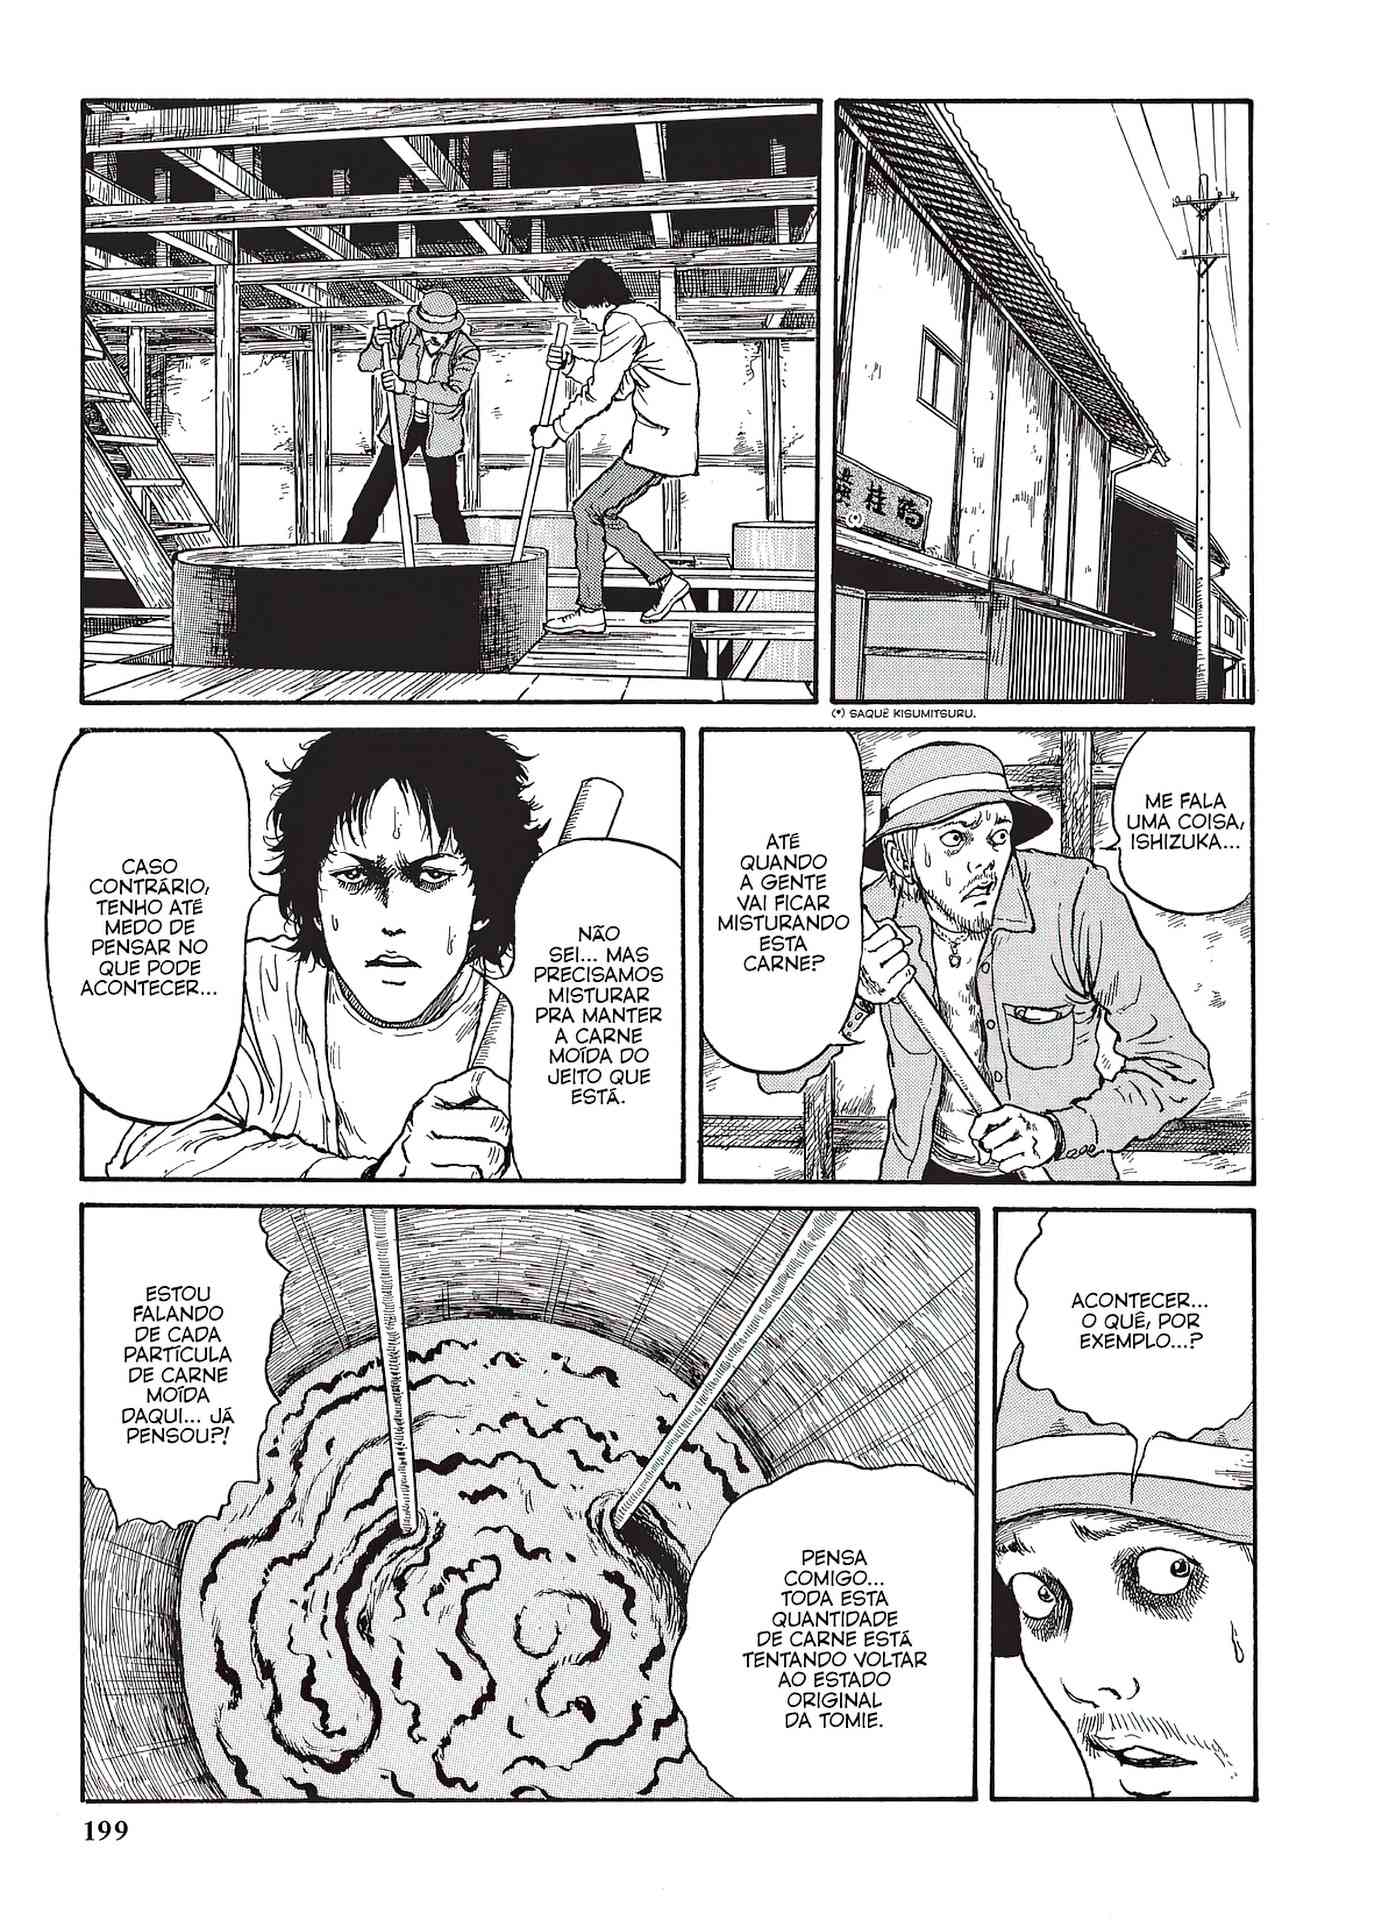 鶴桂
(*)
(*) SAQUÊ KISUMITSURU.
ME FALA
UMA COISA,
ISHIZUKA...
ATÉ
QUANDO
A GENTE
VAI FICAR
MISTURANDO
ESTA
CARNE?
NÃO
SEI... MAS
PRECISAMOS
MISTURAR
PRA MANTER
A CARNE
MOÍDA DO
JEITO QUE
ESTÁ.
CASO
CONTRÁRIO,
TENHO ATÉ
MEDO DE
PENSAR NO
QUE PODE
ACONTECER...
ACONTECER...
O QUÊ, POR
EXEMPLO...?
PENSA
COMIGO...
TODA ESTA
QUANTIDADE
DE CARNE ESTÁ
TENTANDO VOLTAR
AO ESTADO
ORIGINAL
DA TOMIE.
ESTOU
FALANDO
DE CADA
PARTÍCULA
DE CARNE
MOÍDA
DAQUI... JÁ
PENSOU?!
199